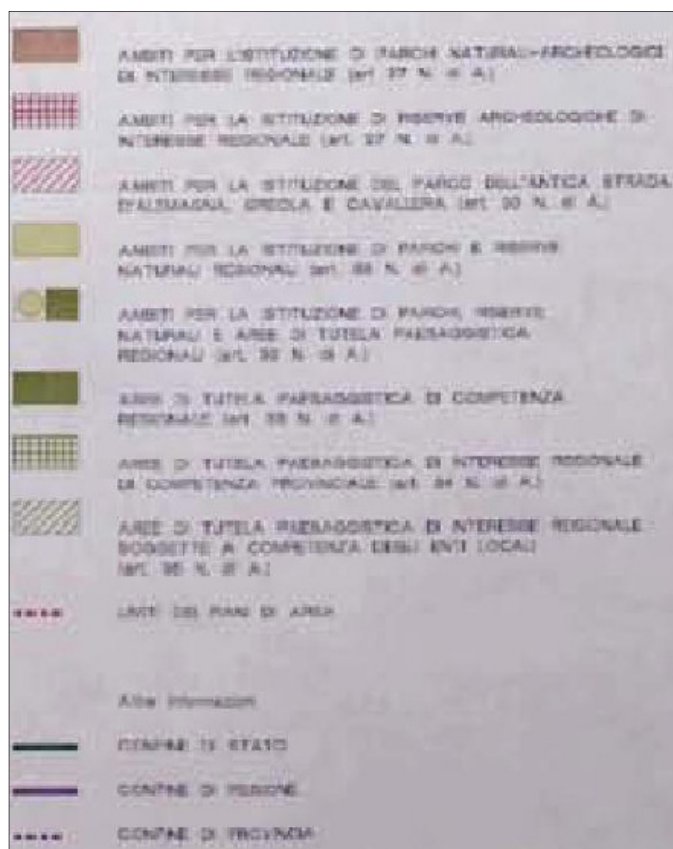 AMBITI PER L'ISTITUZIONE DI PARCHI NATURALI-ARCHEOLOGICI
DI INTERESSE REGIONALE (art. 27 N. di A.)
AMBITI PER LA ISTITUZIONE DI RISERVE ARCHEOLOGICHE DI
INTERESSE REGIONALE (art. 27 N. di A.)
AMBITI PER LA ISTITUZIONE DEL PARCO DELL'ANTICA STRADA
D'ALEMAGNA, GREOLA E CAVALLERA (art. 30 N. di A.)
AMBITI PER LA ISTITUZIONE DI PARCHI E RISERVE
NATURALI REGIONALI (art. N. di A.)
AMBITI PER LA ISTITUZIONE DI PARCHI, RISERVE
NATURALI E AREE DI TUTELA PAESAGGISTICA
REGIONALI (art. N. di A.)
AREE DI TUTELA PAESAGGISTICA DI COMPETENZA
REGIONALE (art. N. di A.)
AREE DI TUTELA PAESAGGISTICA DI INTERESSE REGIONALE
DI COMPETENZA PROVINCIALE (art. 34 N. di A.)
AREE DI TUTELA PAESAGGISTICA DI INTERESSE REGIONALE
SOGGETTE A COMPETENZA DEGLI ENTI LOCALI
(art. 35 N. di A.)
LIMITE DEI PIANI DI AREA
Altre informazioni
CONFINE DI STATO
CONFINE DI REGIONE
CONFINE DI PROVINCIA